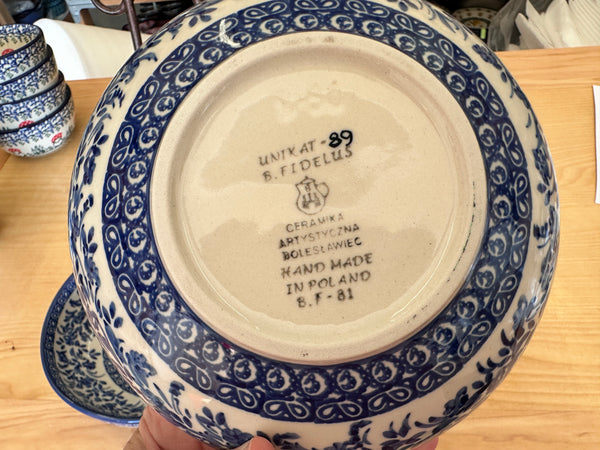 UNIKAT-89
B. FIDELUS
CERAMIKA
ARTYSTYCZNA
BOLESŁAWIEC
HAND MADE
IN POLAND
B.F-81